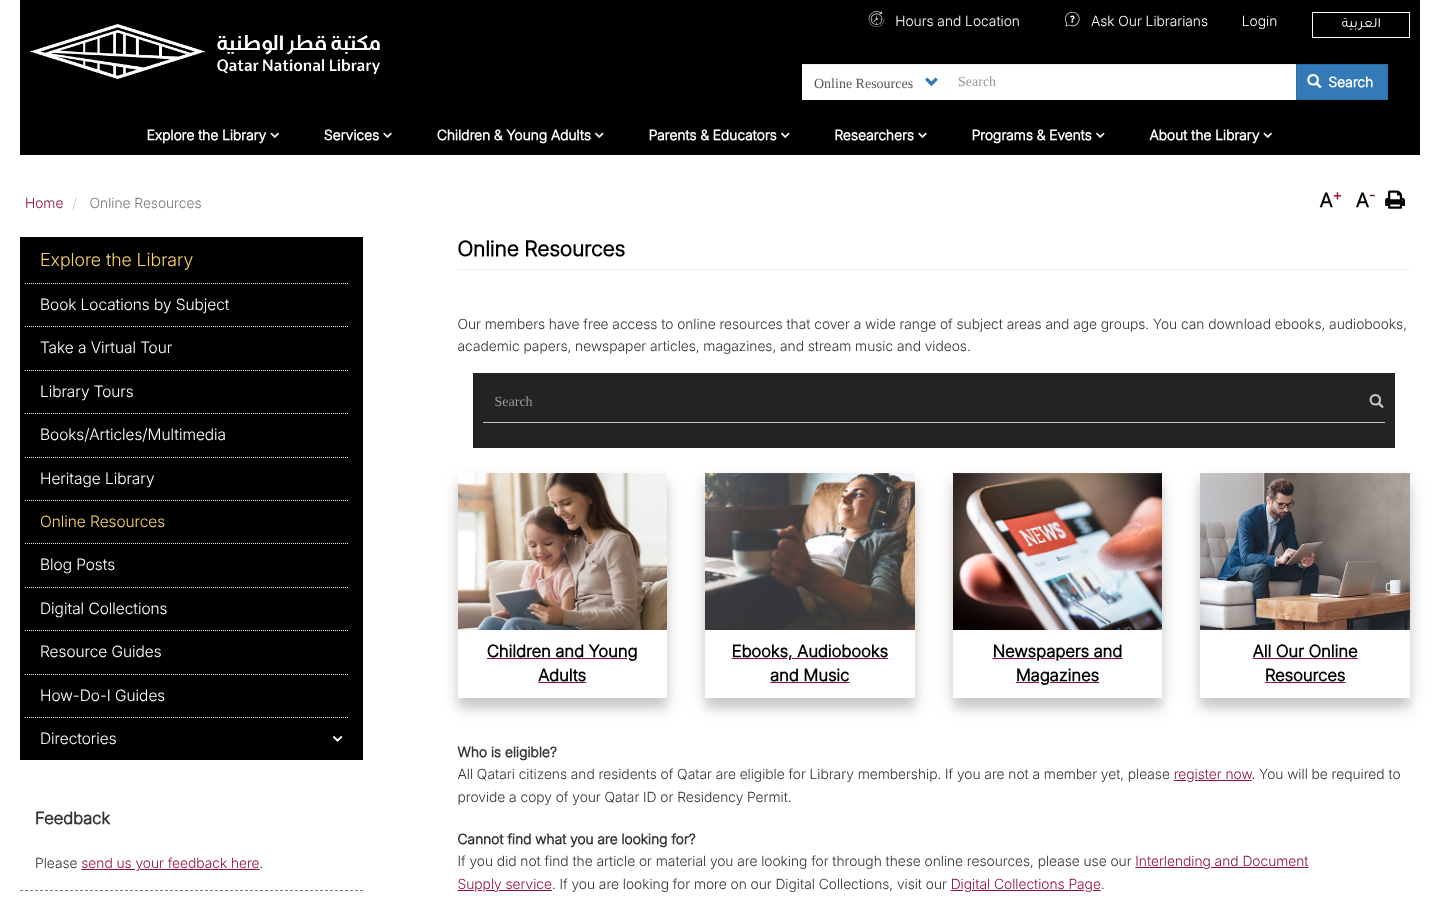 Hours and Location
Ask Our Librarians
Login
العربية
مكتبة قطر الوطنية
Qatar National Library
Online Resources
Search
Search
Explore the Library
Services
Children & Young Adults
Parents & Educators
Researchers
Programs & Events
About the Library
Home / Online Resources
A+ A-
Explore the Library
Book Locations by Subject
Take a Virtual Tour
Library Tours
Books/Articles/Multimedia
Heritage Library
Online Resources
Blog Posts
Digital Collections
Resource Guides
How-Do-I Guides
Directories
Feedback
Please send us your feedback here.
Online Resources
Our members have free access to online resources that cover a wide range of subject areas and age groups. You can download ebooks, audiobooks,
academic papers, newspaper articles, magazines, and stream music and videos.
Search
NEWS
Children and Young
Adults
Ebooks, Audiobooks
and Music
Newspapers and
Magazines
All Our Online
Resources
Who is eligible?
All Qatari citizens and residents of Qatar are eligible for Library membership. If you are not a member yet, please register now. You will be required to
provide a copy of your Qatar ID or Residency Permit.
Cannot find what you are looking for?
If you did not find the article or material you are looking for through these online resources, please use our Interlending and Document
Supply service. If you are looking for more on our Digital Collections, visit our Digital Collections Page.